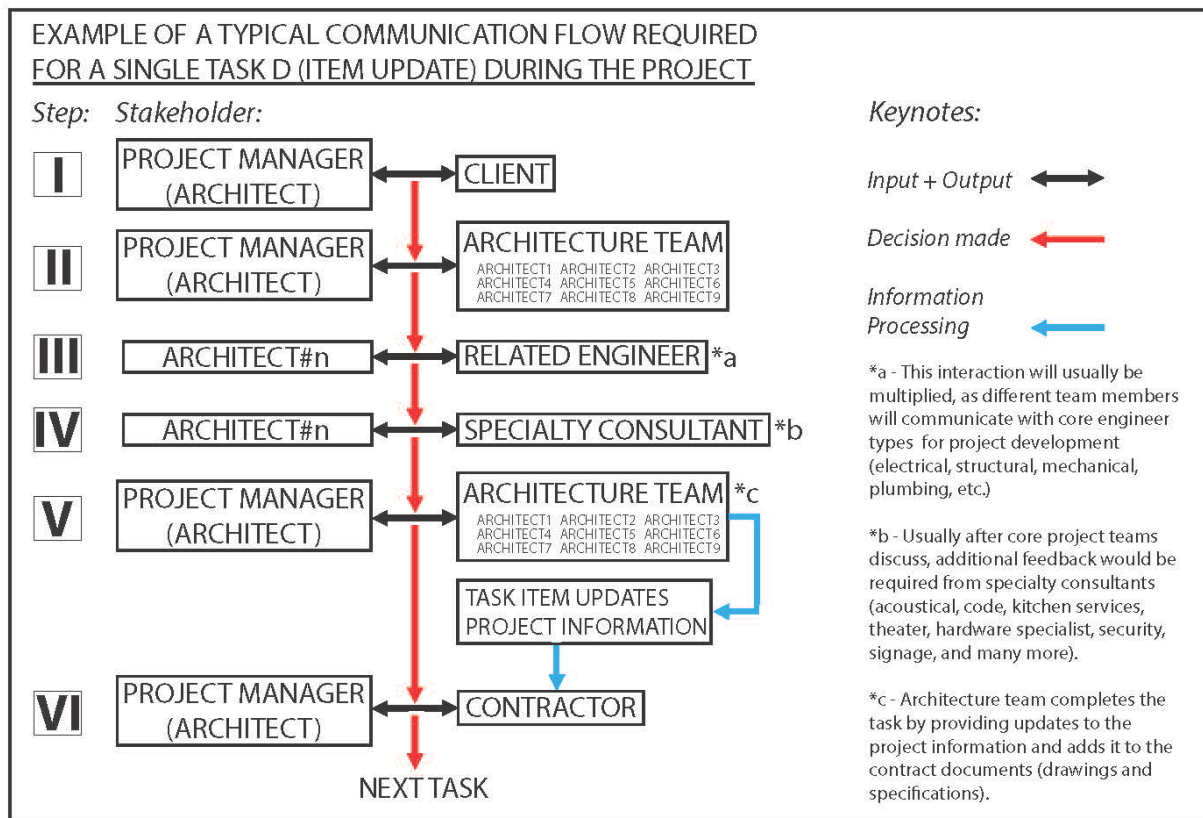 EXAMPLE OF A TYPICAL COMMUNICATION FLOW REQUIRED
FOR A SINGLE TASK D (ITEM UPDATE) DURING THE PROJECT
Step: Stakeholder:
I
PROJECT MANAGER
(ARCHITECT)
CLIENT
II
PROJECT MANAGER
(ARCHITECT)
ARCHITECTURE TEAM
ARCHITECT1 ARCHITECT2 ARCHITECT3
ARCHITECT4 ARCHITECT5 ARCHITECT6
ARCHITECT7 ARCHITECT8 ARCHITECT9
III
ARCHITECT#n
RELATED ENGINEER *a
IV
ARCHITECT#n
SPECIALTY CONSULTANT *b
V
PROJECT MANAGER
(ARCHITECT)
ARCHITECTURE TEAM *c
ARCHITECT1 ARCHITECT2 ARCHITECT3
ARCHITECT4 ARCHITECT5 ARCHITECT6
ARCHITECT7 ARCHITECT8 ARCHITECT9
TASK ITEM UPDATES
PROJECT INFORMATION
VI
PROJECT MANAGER
(ARCHITECT)
CONTRACTOR
NEXT TASK
Keynotes:
Input + Output
Decision made
Information
Processing
*a - This interaction will usually be
multiplied, as different team members
will communicate with core engineer
types for project development
(electrical, structural, mechanical,
plumbing, etc.)
*b - Usually after core project teams
discuss, additional feedback would be
required from specialty consultants
(acoustical, code, kitchen services,
theater, hardware specialist, security,
signage, and many more).
*c - Architecture team completes the
task by providing updates to the
project information and adds it to the
contract documents (drawings and
specifications).